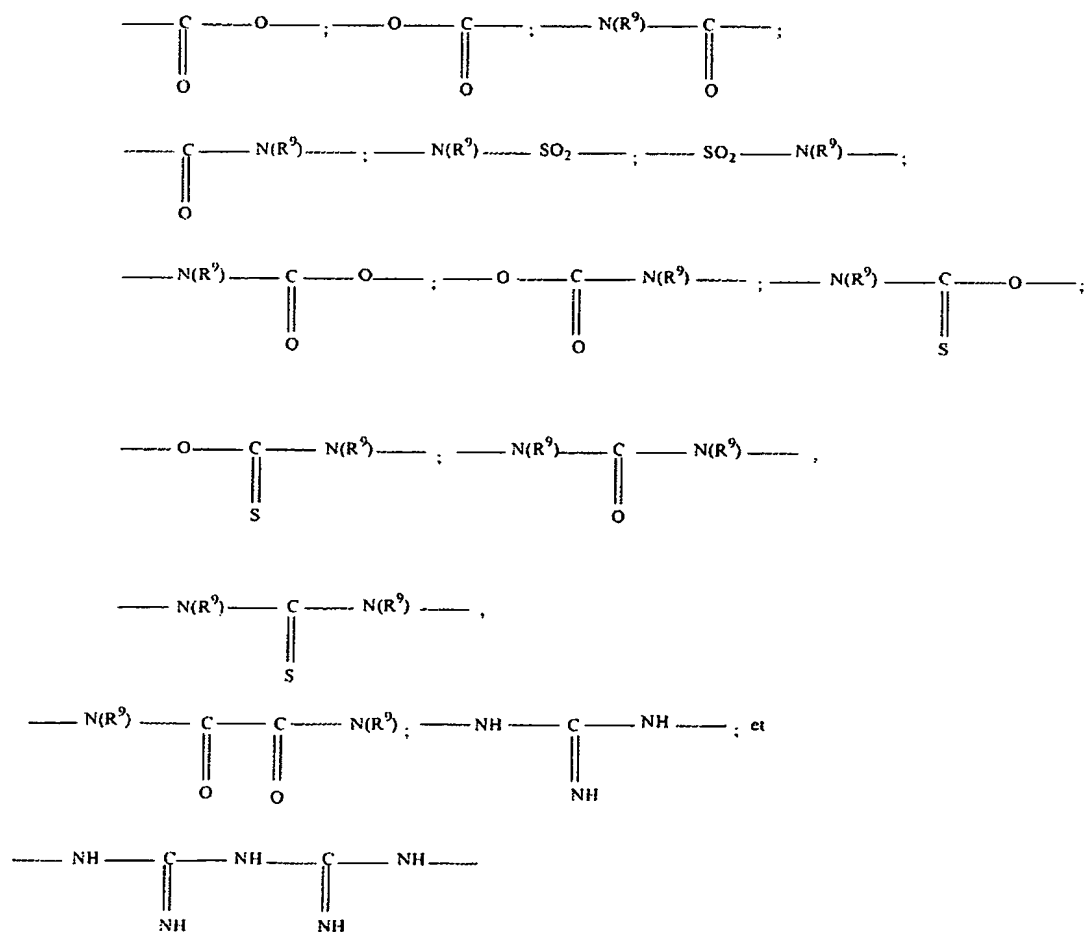 C O ; O C ; N(R⁹) C ;
O O O
C N(R⁹) ; N(R⁹) SO₂ ; SO₂ N(R⁹) ;
O
N(R⁹) C O ; O C N(R⁹) ; N(R⁹) C O ;
O O S
O C N(R⁹) ; N(R⁹) C N(R⁹) ,
S O
N(R⁹) C N(R⁹) ,
S
N(R⁹) C C N(R⁹) ; NH C NH ; et
O O NH
NH C NH C NH
NH NH